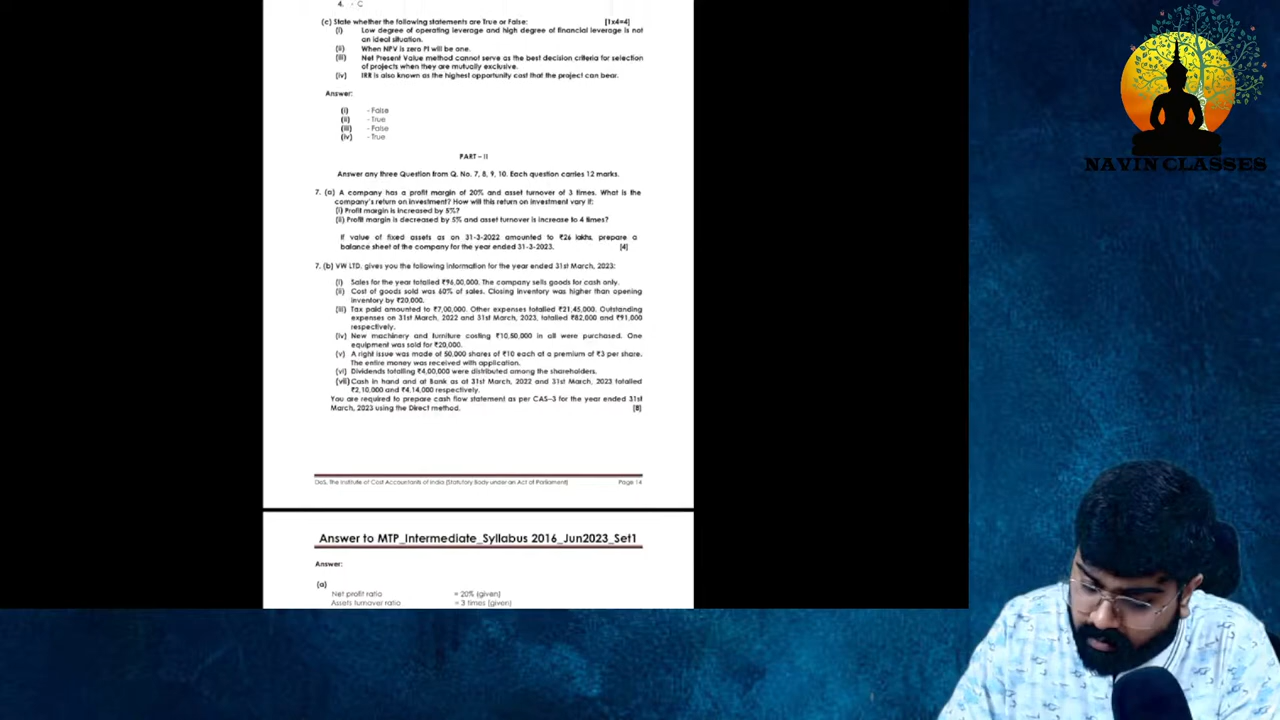 4. - C
(c) State whether the following statements are True or False: [1x4=4]
(i) Low degree of operating leverage and high degree of financial leverage is not
an ideal situation.
(ii) When NPV is zero PI will be one.
(iii) Net Present Value method cannot serve as the best decision criteria for selection
of projects when they are mutually exclusive.
(iv) IRR is also known as the highest opportunity cost that the project can bear.
Answer:
(i) - False
(ii) - True
(iii) - False
(iv) - True
PART – II
Answer any three Question from Q. No. 7, 8, 9, 10. Each question carries 12 marks.
7. (a) A company has a profit margin of 20% and asset turnover of 3 times. What is the
company's return on investment? How will this return on investment vary if:
(i) Profit margin is increased by 5%?
(ii) Profit margin is decreased by 5% and asset turnover is increase to 4 times?
If value of fixed assets as on 31-3-2022 amounted to ₹26 lakhs, prepare a
balance sheet of the company for the year ended 31-3-2023. [4]
7. (b) VW LTD. gives you the following information for the year ended 31st March, 2023:
(i) Sales for the year totalled ₹96,00,000. The company sells goods for cash only.
(ii) Cost of goods sold was 60% of sales. Closing inventory was higher than opening
inventory by ₹20,000.
(iii) Tax paid amounted to ₹7,00,000. Other expenses totalled ₹21,45,000. Outstanding
expenses on 31st March, 2022 and 31st March, 2023, totalled ₹82,000 and ₹91,000
respectively.
(iv) New machinery and furniture costing ₹10,50,000 in all were purchased. One
equipment was sold for ₹20,000.
(v) A right issue was made of 50,000 shares of ₹10 each at a premium of ₹3 per share.
The entire money was received with application.
(vi) Dividends totalling ₹4,00,000 were distributed among the shareholders.
(vii) Cash in hand and at Bank as at 31st March, 2022 and 31st March, 2023 totalled
₹2,10,000 and ₹4,14,000 respectively.
You are required to prepare cash flow statement as per CAS-3 for the year ended 31st
March, 2023 using the Direct method. [8]
DoS, The Institute of Cost Accountants of India (Statutory Body under an Act of Parliament) Page 14
Answer to MTP_Intermediate_Syllabus 2016_Jun2023_Set1
Answer:
(a)
Net profit ratio = 20% (given)
Assets turnover ratio = 3 times (given)
NAVIN CLASSES